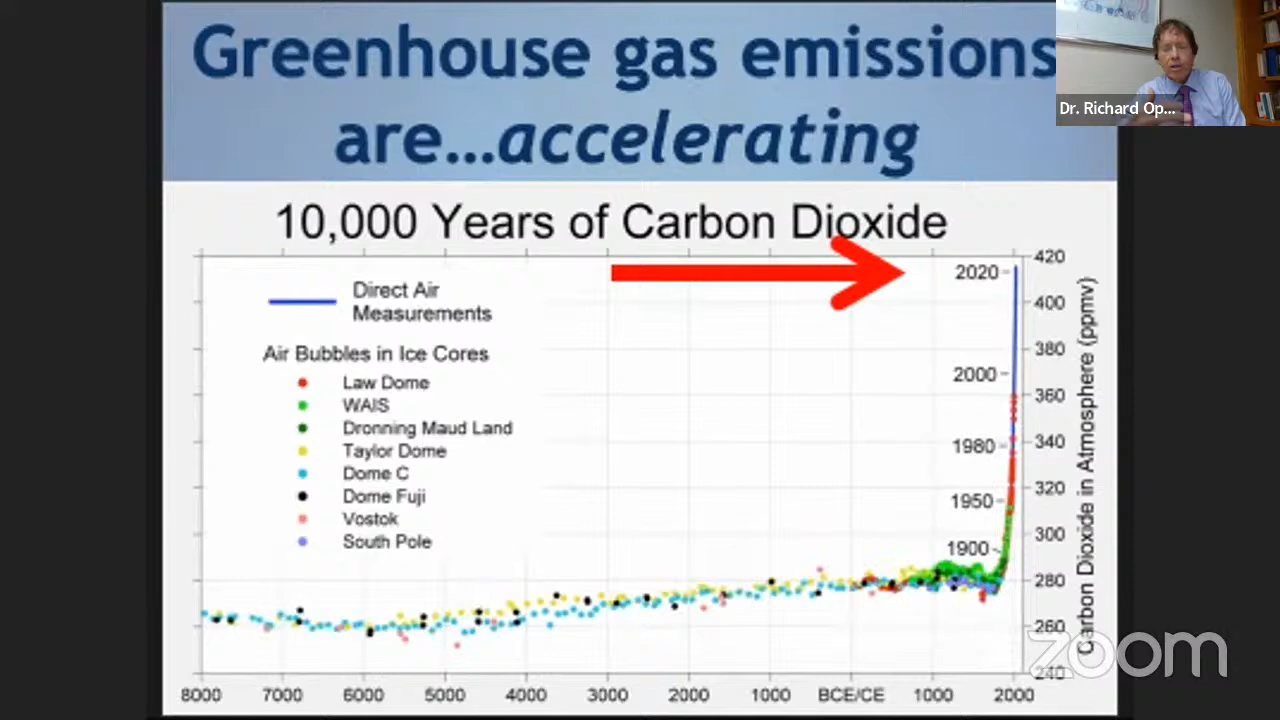 Greenhouse gas emissions
are...accelerating
Dr. Richard Op...
10,000 Years of Carbon Dioxide
Direct Air
Measurements
Air Bubbles in Ice Cores
Law Dome
WAIS
Dronning Maud Land
Taylor Dome
Dome C
Dome Fuji
Vostok
South Pole
2020
2000
1980
1950
1900
420
400
380
360
340
320
300
280
260
240
Carbon Dioxide in Atmosphere (ppmv)
8000 7000 6000 5000 4000 3000 2000 1000 BCE/CE 1000 2000
zoom